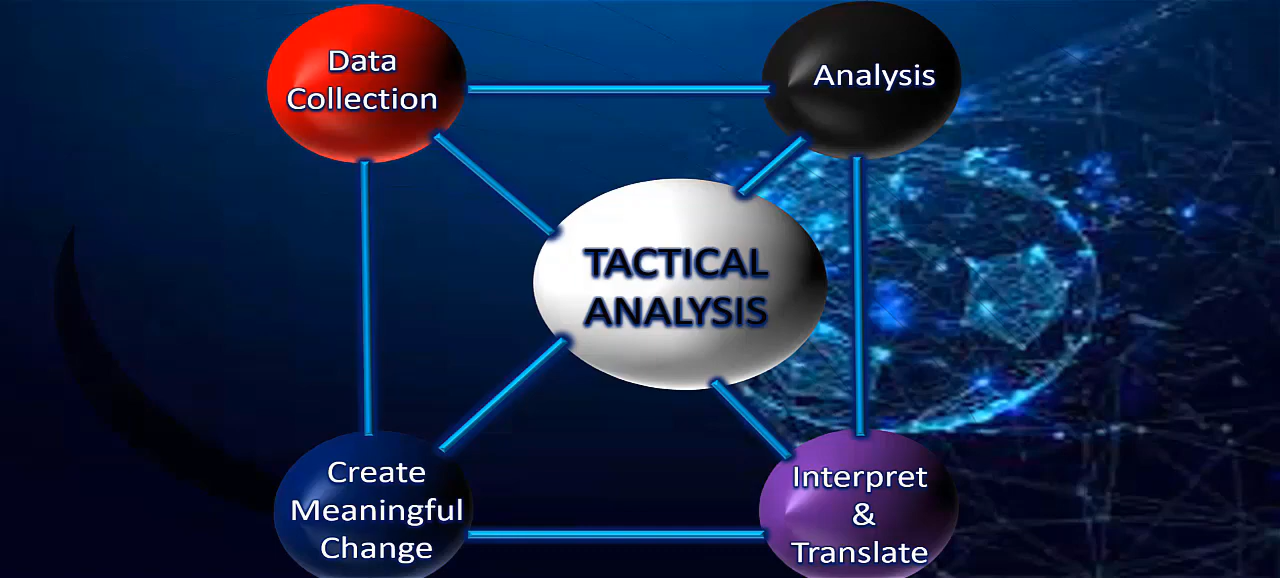 Data
Collection
Analysis
TACTICAL
ANALYSIS
Create
Meaningful
Change
Interpret
&
Translate